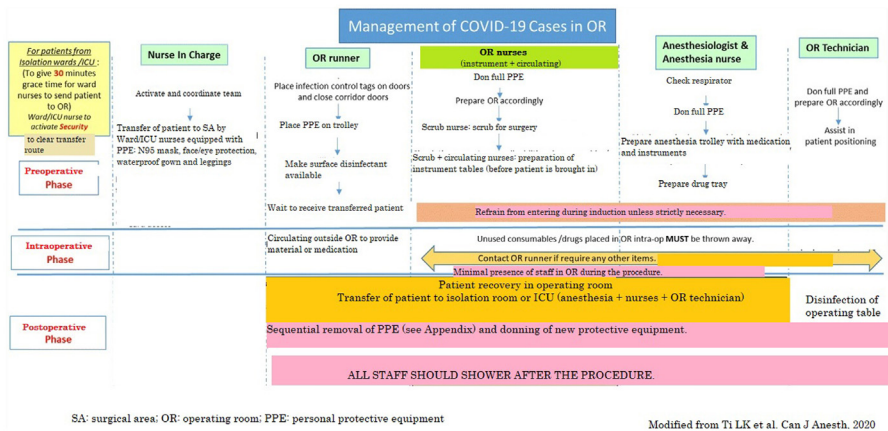 Management of COVID-19 Cases in OR
For patients from
Isolation wards /ICU :
(To give 30 minutes
grace time for ward
nurses to send patient
to OR)
Ward/ICU nurse to
activate Security
to clear transfer
route
Nurse In Charge
OR runner
OR nurses
(instrument + circulating)
Anesthesiologist &
Anesthesia nurse
OR Technician
Preoperative
Phase
Activate and coordinate team
Transfer of patient to SA by
Ward/ICU nurses equipped with
PPE: N95 mask, face/eye protection,
waterproof gown and leggings
Place infection control tags on doors
and close corridor doors
Place PPE on trolley
Make surface disinfectant
available
Wait to receive transferred patient
Don full PPE
Prepare OR accordingly
Scrub nurse: scrub for surgery
Scrub + circulating nurses: preparation of
instrument tables (before patient is brought in)
Check respirator
Don full PPE
Prepare anesthesia trolley with medication
and instruments
Prepare drug tray
Don full PPE and
prepare OR accordingly
Assist in
patient positioning
Refrain from entering during induction unless strictly necessary.
Intraoperative
Phase
Circulating outside OR to provide
material or medication
Unused consumables /drugs placed in OR intra-op MUST be thrown away.
Contact OR runner if require any other items.
Minimal presence of staff in OR during the procedure.
Postoperative
Phase
Patient recovery in operating room
Transfer of patient to isolation room or ICU (anesthesia + nurses + OR technician)
Disinfection of
operating table
Sequential removal of PPE (see Appendix) and donning of new protective equipment.
ALL STAFF SHOULD SHOWER AFTER THE PROCEDURE.
SA: surgical area; OR: operating room; PPE: personal protective equipment
Modified from Ti LK et al. Can J Anesth, 2020